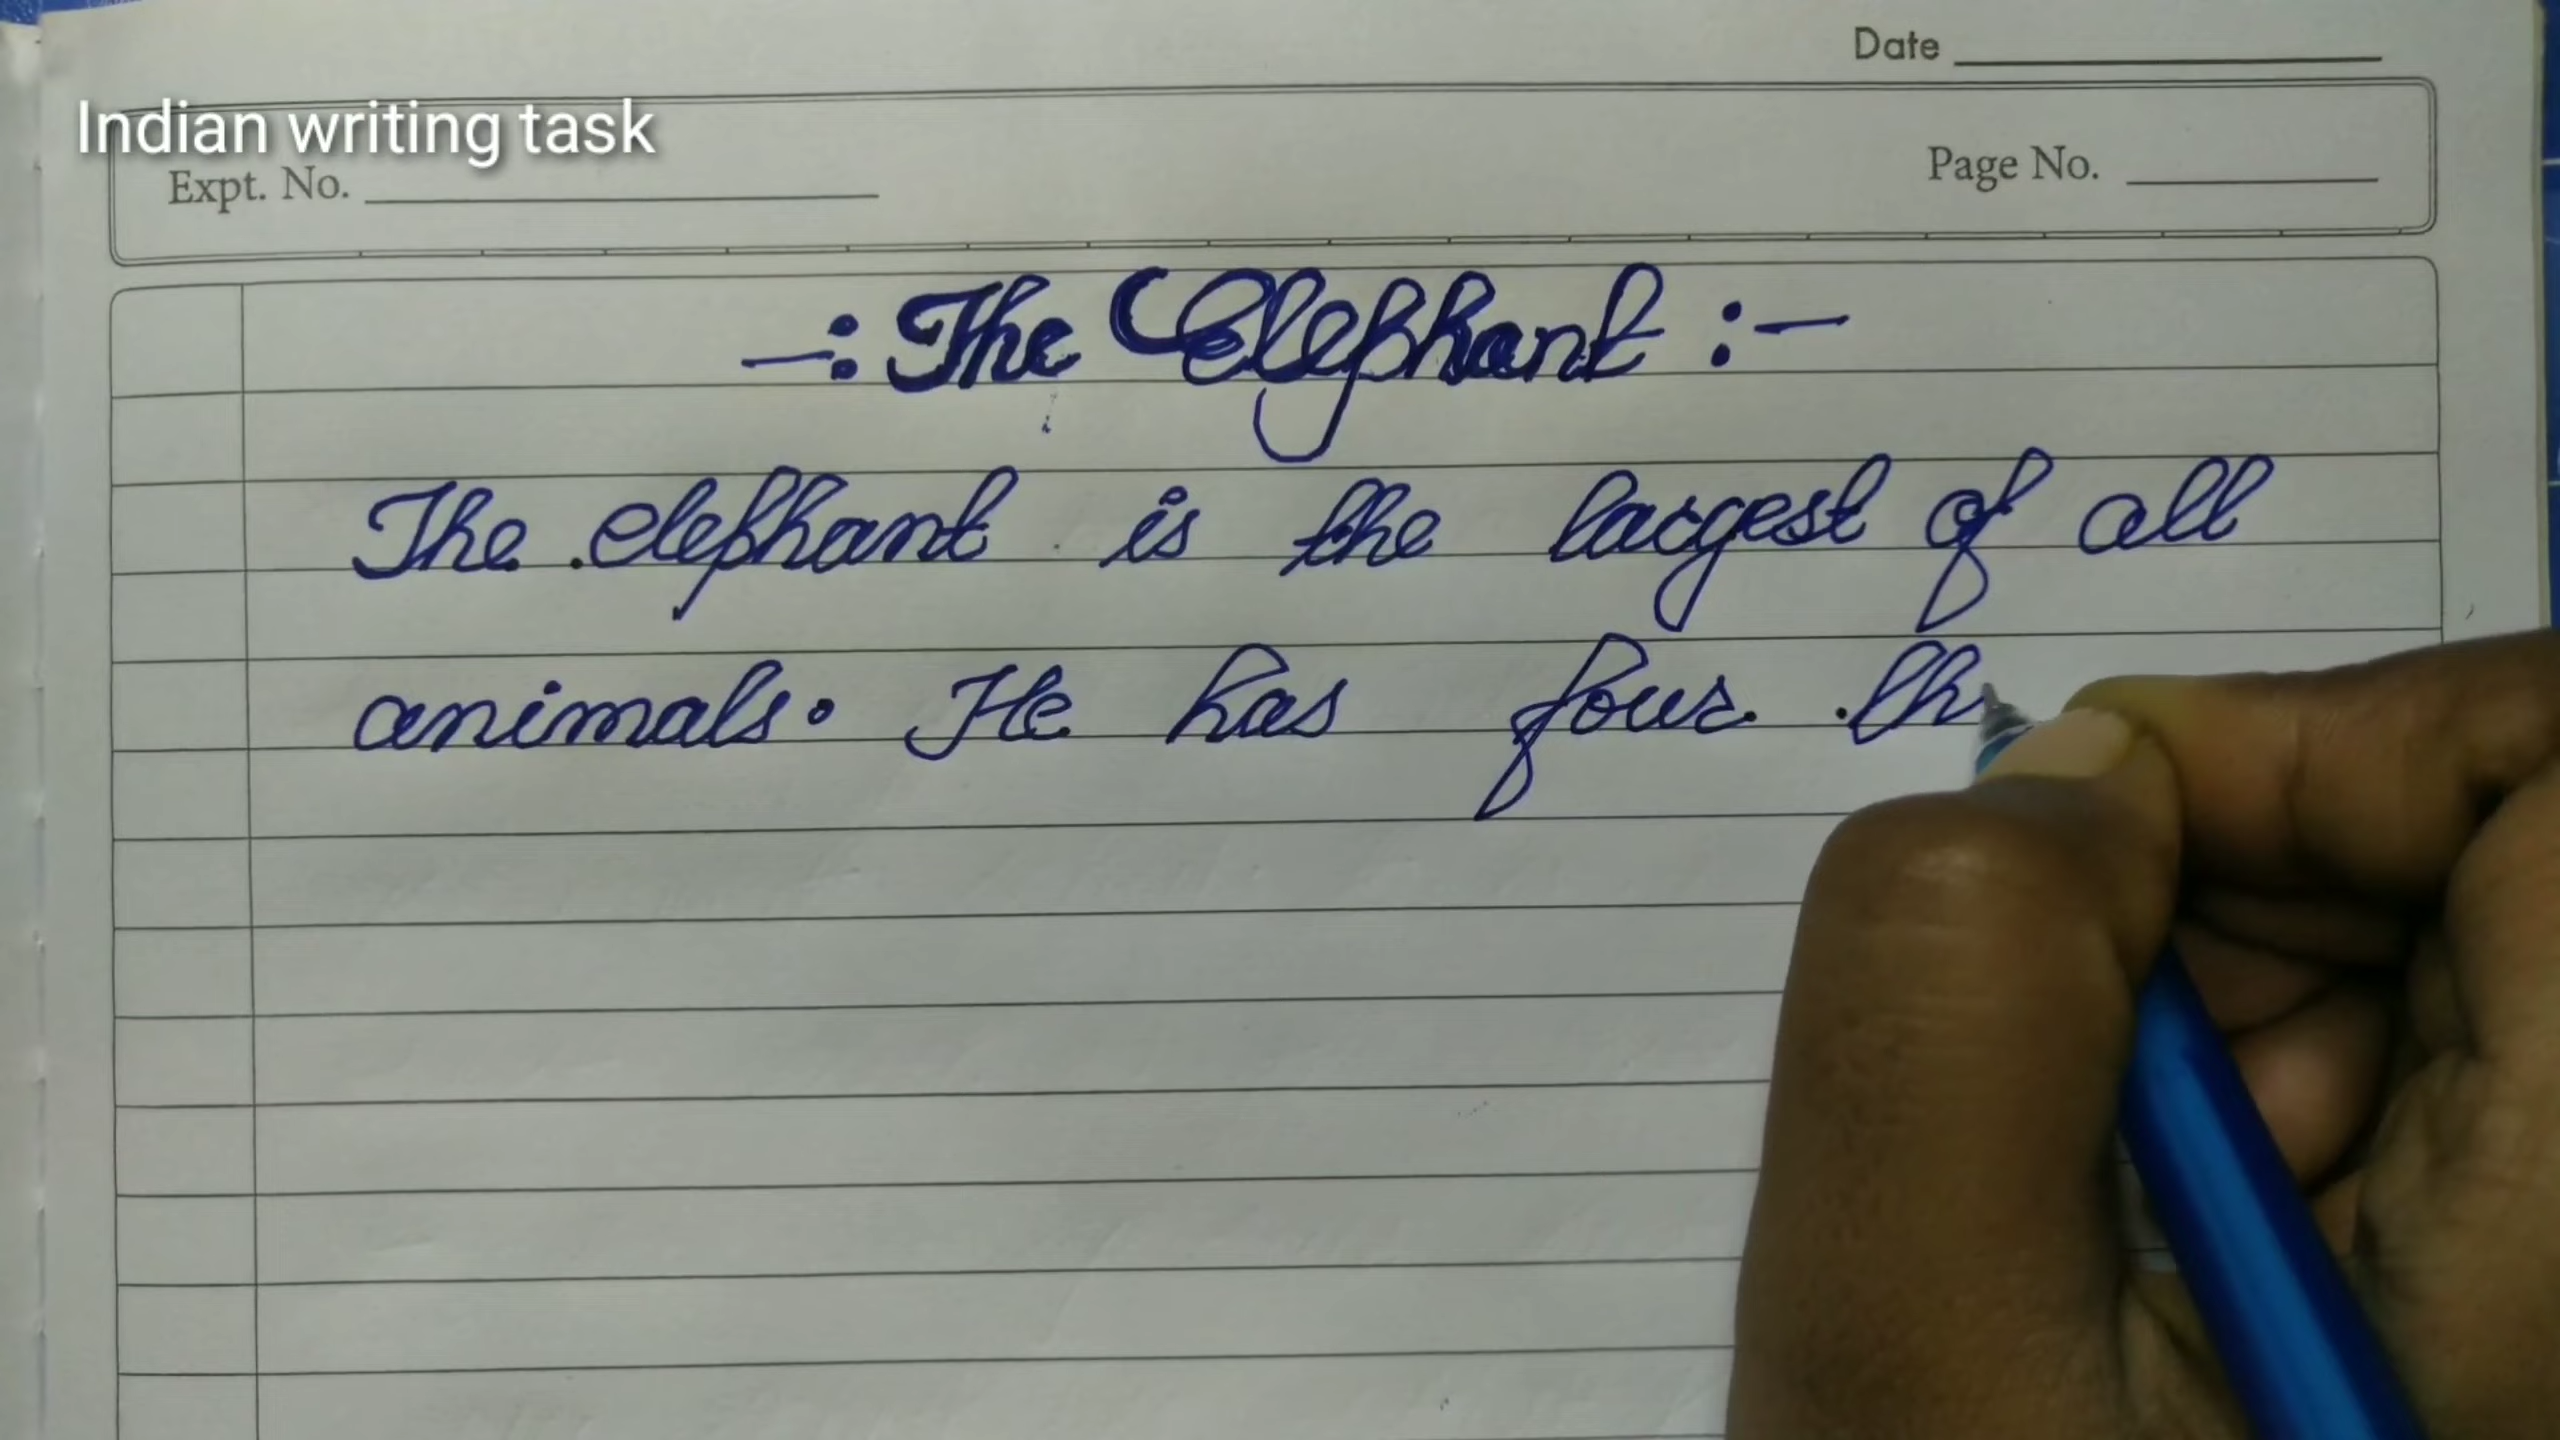 Date
Indian writing task
Expt. No.
Page No.
-: The Elephant :-
The elephant is the largest of all
animals. He has four th